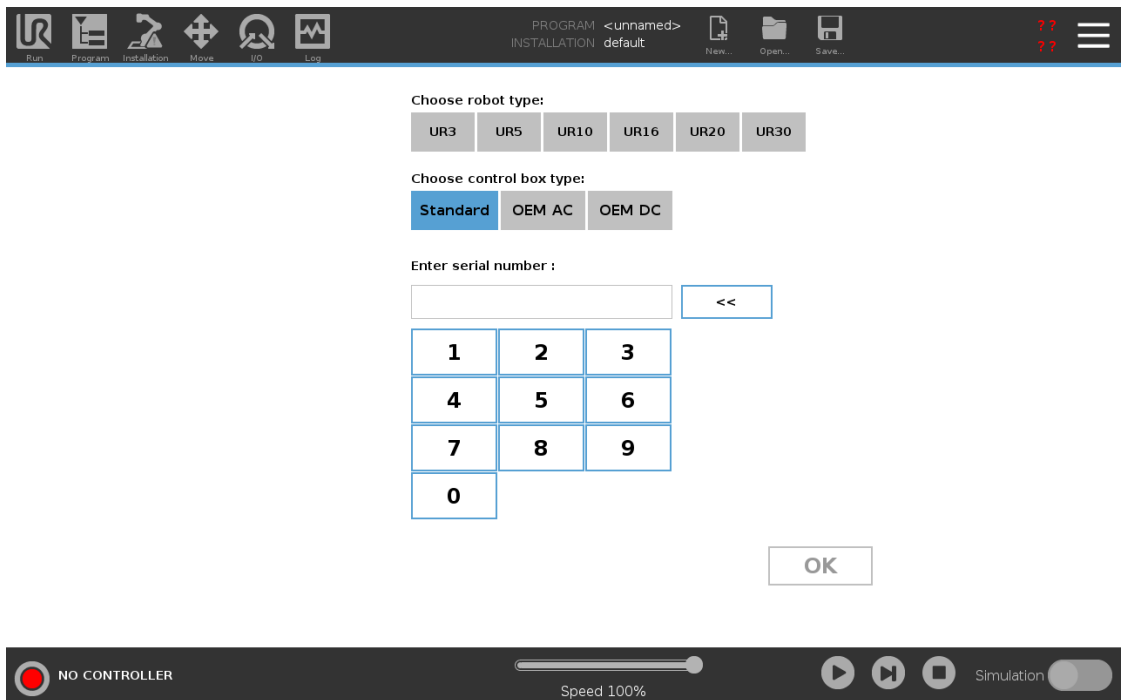 PROGRAM <unnamed>
INSTALLATION default
Run Program Installation Move I/O Log New... Open... Save...
? ?
? ?
Choose robot type:
UR3 UR5 UR10 UR16 UR20 UR30
Choose control box type:
Standard OEM AC OEM DC
Enter serial number :
<<
1 2 3
4 5 6
7 8 9
0
OK
NO CONTROLLER
Speed 100%
Simulation